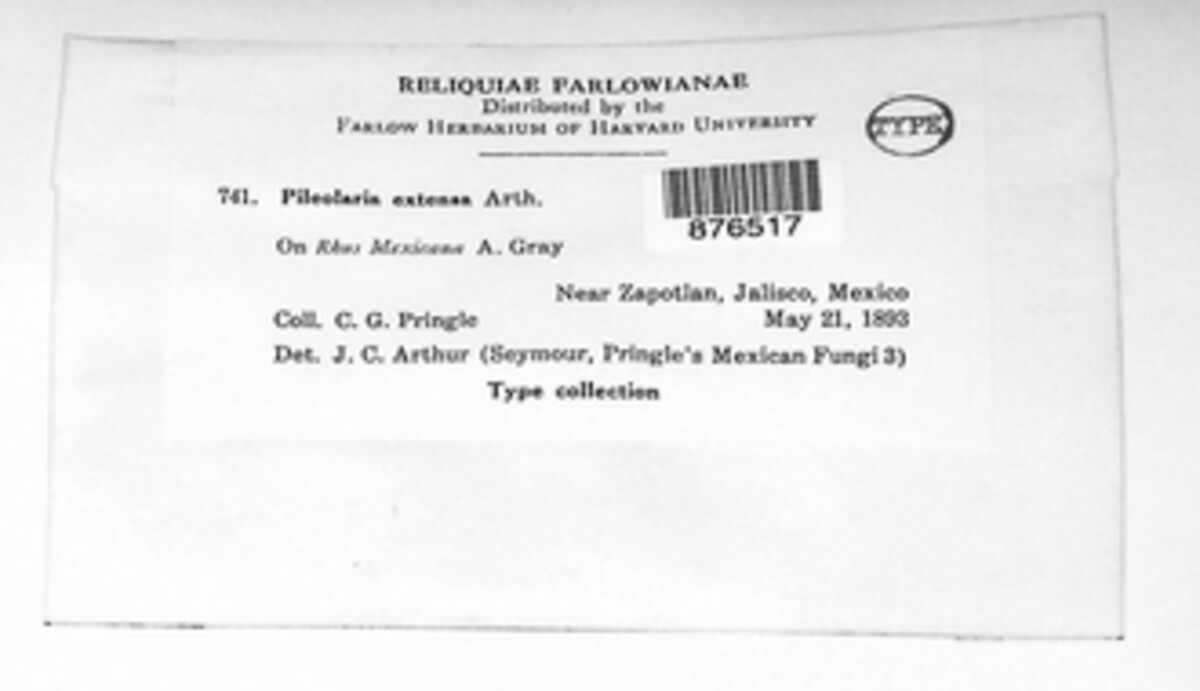 RELIQUIAE FARLOWIANAE
Distributed by the
FARLOW HERBARIUM OF HARVARD UNIVERSITY
TYPE
741. Pileolaria extensa Arth.
876517
On Rhus Mexicana A. Gray
Near Zapotlan, Jalisco, Mexico
Coll. C. G. Pringle May 21, 1893
Det. J. C. Arthur (Seymour, Pringle's Mexican Fungi 3)
Type collection